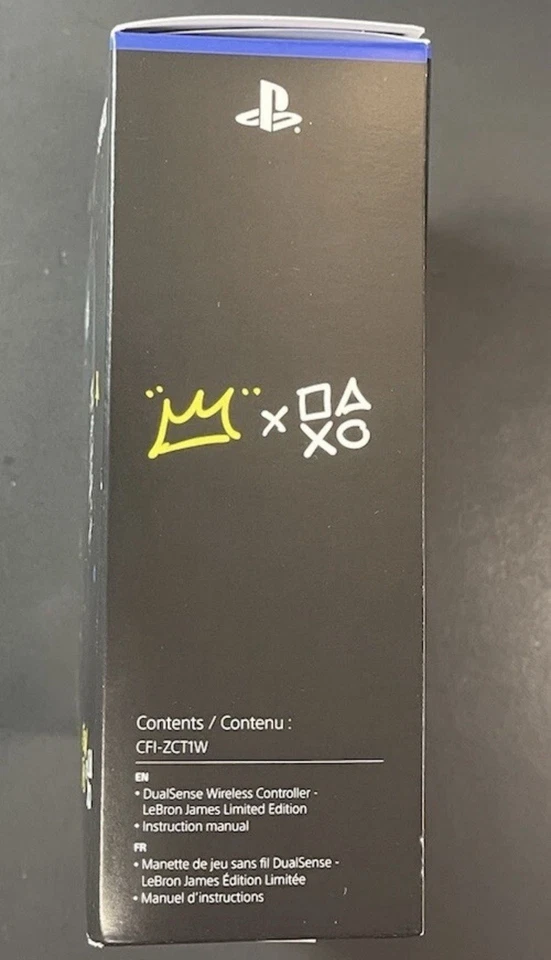 Contents / Contenu :
CFI-ZCT1W
EN
• DualSense Wireless Controller -
LeBron James Limited Edition
• Instruction manual
FR
• Manette de jeu sans fil DualSense -
LeBron James Édition Limitée
• Manuel d'instructions